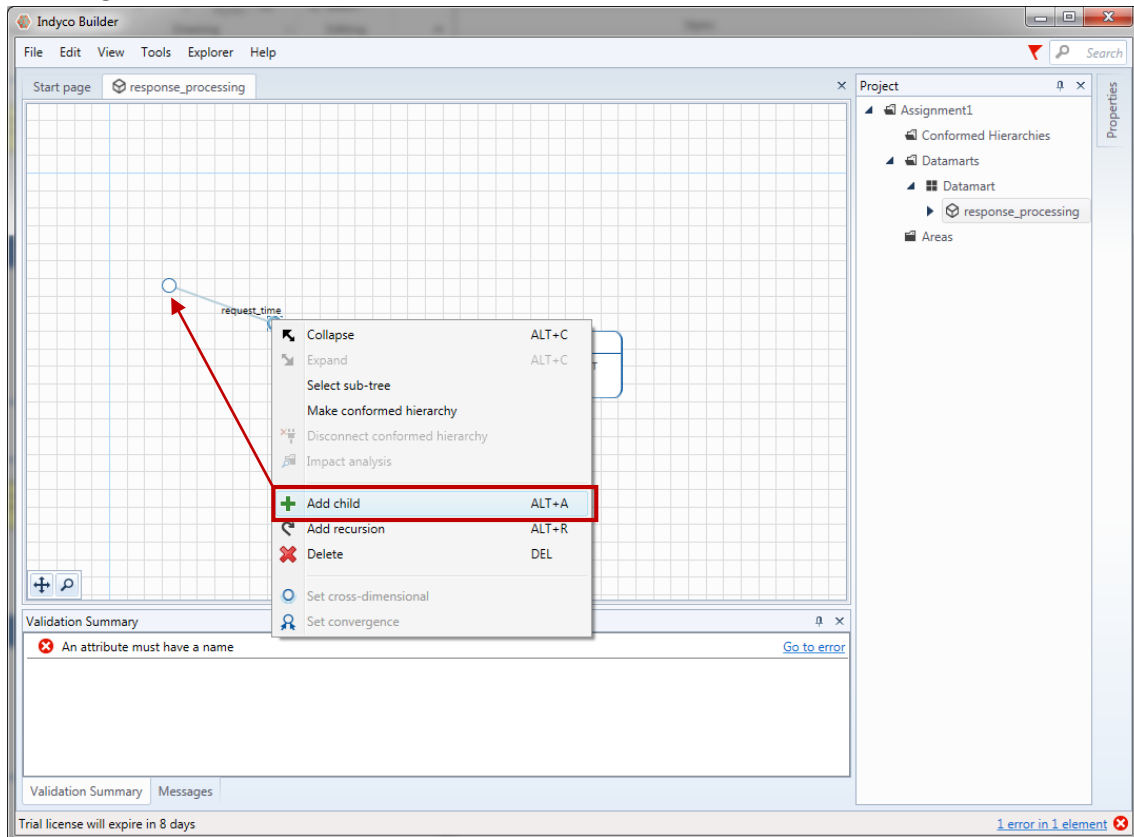 Indyco Builder
File Edit View Tools Explorer Help
Search
Start page response_processing
Project
Properties
Assignment1
Conformed Hierarchies
Datamarts
Datamart
response_processing
Areas
request_time
Collapse ALT+C
Expand ALT+C
Select sub-tree
Make conformed hierarchy
Disconnect conformed hierarchy
Impact analysis
Add child ALT+A
Add recursion ALT+R
Delete DEL
Set cross-dimensional
Set convergence
T
Validation Summary
An attribute must have a name Go to error
Validation Summary Messages
Trial license will expire in 8 days 1 error in 1 element